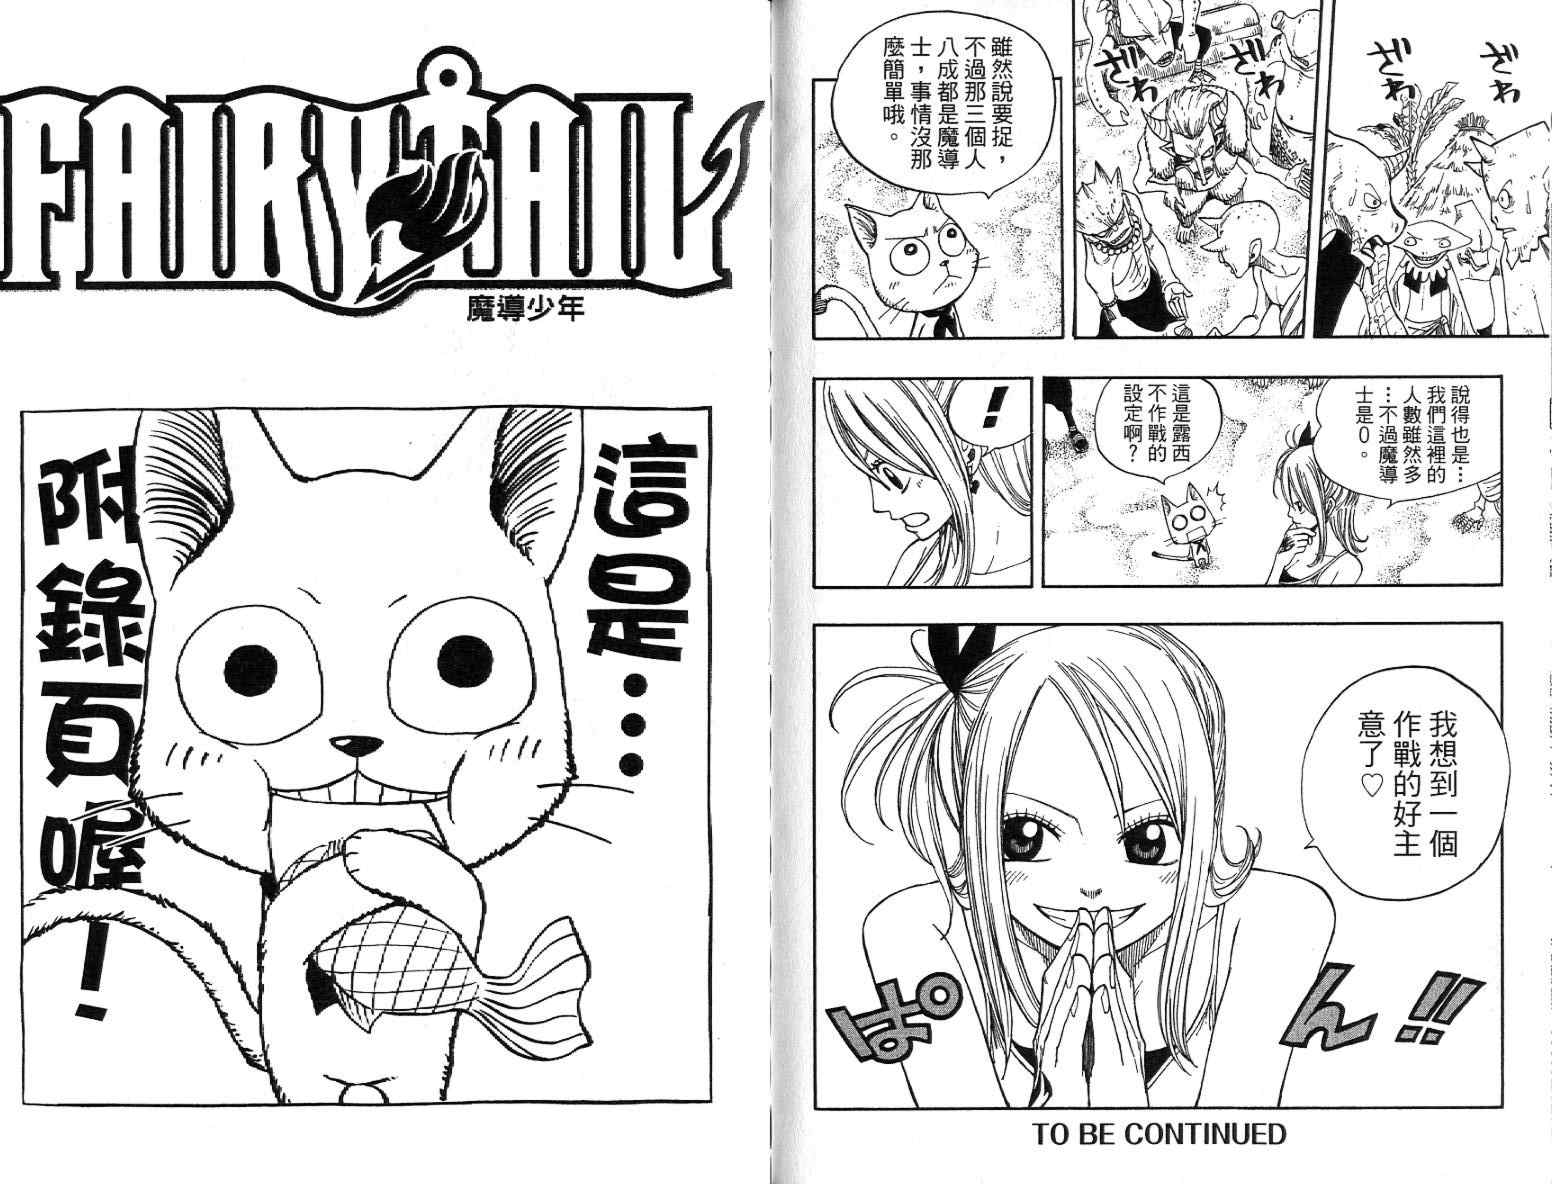 ざわ
ざわ
ざわ
ざわ
雖然說要捉，
不過那三個人
八成都是魔導
士，事情沒那
麼簡單哦。
說得也是…
我們這裡的
人數雖然多
…不過魔導
士是0。
這是露西
不作戰的
設定啊？
！
我想到一個
作戰的好主
意了♡
ぱん!!
TO BE CONTINUED
FAIRY TAIL
魔導少年
這是……
附錄頁喔！